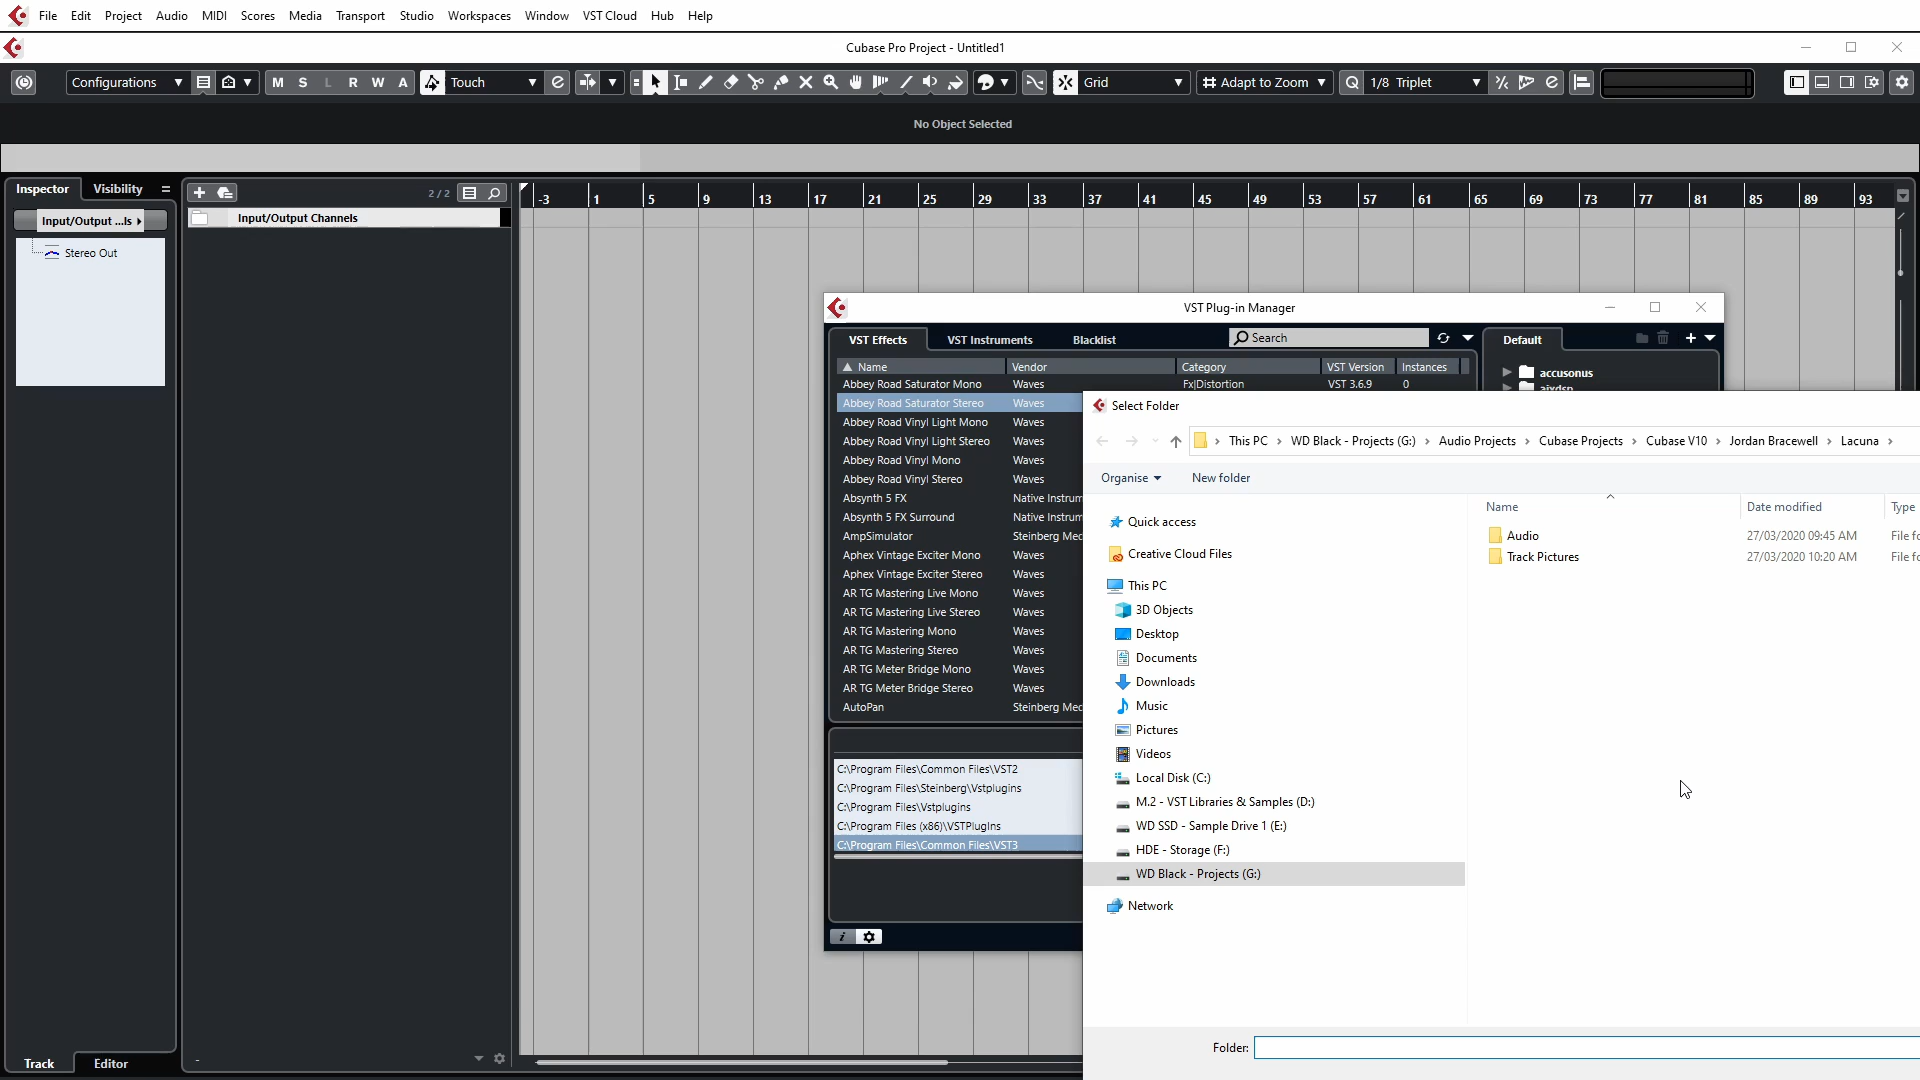 File Edit Project Audio MIDI Scores Media Transport Studio Workspaces Window VST Cloud Hub Help
Cubase Pro Project - Untitled1
Configurations M S L R W A Touch Grid Adapt to Zoom Q 1/8 Triplet
No Object Selected
Inspector Visibility 2 / 2
-3 1 5 9 13 17 21 25 29 33 37 41 45 49 53 57 61 65 69 73 77 81 85 89 93
Input/Output ...ls
Input/Output Channels
Stereo Out
VST Plug-in Manager
VST Effects VST Instruments Blacklist Search Default
Name Vendor Category VST Version Instances
accusonus
Abbey Road Saturator Mono Waves Fx|Distortion VST 3.6.9 0
Abbey Road Saturator Stereo Waves
Abbey Road Vinyl Light Mono Waves
Abbey Road Vinyl Light Stereo Waves
Abbey Road Vinyl Mono Waves
Abbey Road Vinyl Stereo Waves
Absynth 5 FX Native Instrum
Absynth 5 FX Surround Native Instrum
AmpSimulator Steinberg Med
Aphex Vintage Exciter Mono Waves
Aphex Vintage Exciter Stereo Waves
AR TG Mastering Live Mono Waves
AR TG Mastering Live Stereo Waves
AR TG Mastering Mono Waves
AR TG Mastering Stereo Waves
AR TG Meter Bridge Mono Waves
AR TG Meter Bridge Stereo Waves
AutoPan Steinberg Med
C:\Program Files\Common Files\VST2
C:\Program Files\Steinberg\Vstplugins
C:\Program Files\Vstplugins
C:\Program Files (x86)\VSTPlugIns
C:\Program Files\Common Files\VST3
i
Select Folder
This PC › WD Black - Projects (G:) › Audio Projects › Cubase Projects › Cubase V10 › Jordan Bracewell › Lacuna ›
Organise New folder
Name Date modified Type
Audio 27/03/2020 09:45 AM File fo
Track Pictures 27/03/2020 10:20 AM File fo
Quick access
Creative Cloud Files
This PC
3D Objects
Desktop
Documents
Downloads
Music
Pictures
Videos
Local Disk (C:)
M.2 - VST Libraries & Samples (D:)
WD SSD - Sample Drive 1 (E:)
HDE - Storage (F:)
WD Black - Projects (G:)
Network
Folder:
Track Editor